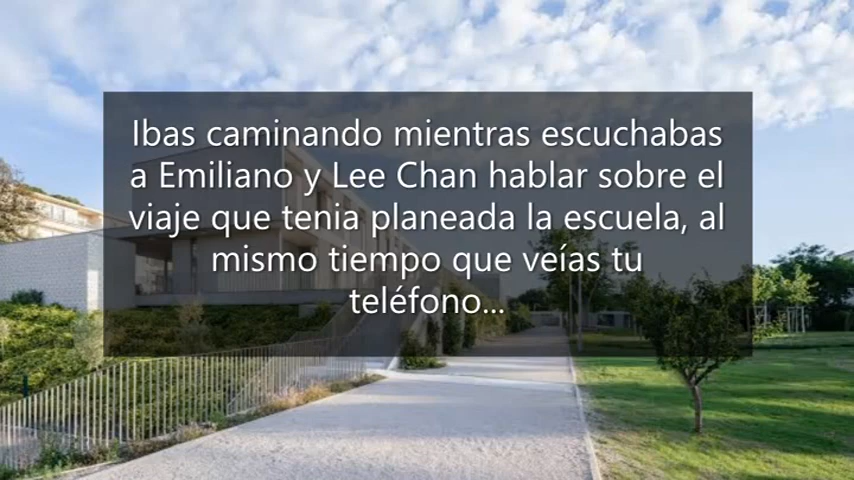 Ibas caminando mientras escuchabas
a Emiliano y Lee Chan hablar sobre el
viaje que tenia planeada la escuela, al
mismo tiempo que veías tu
teléfono...